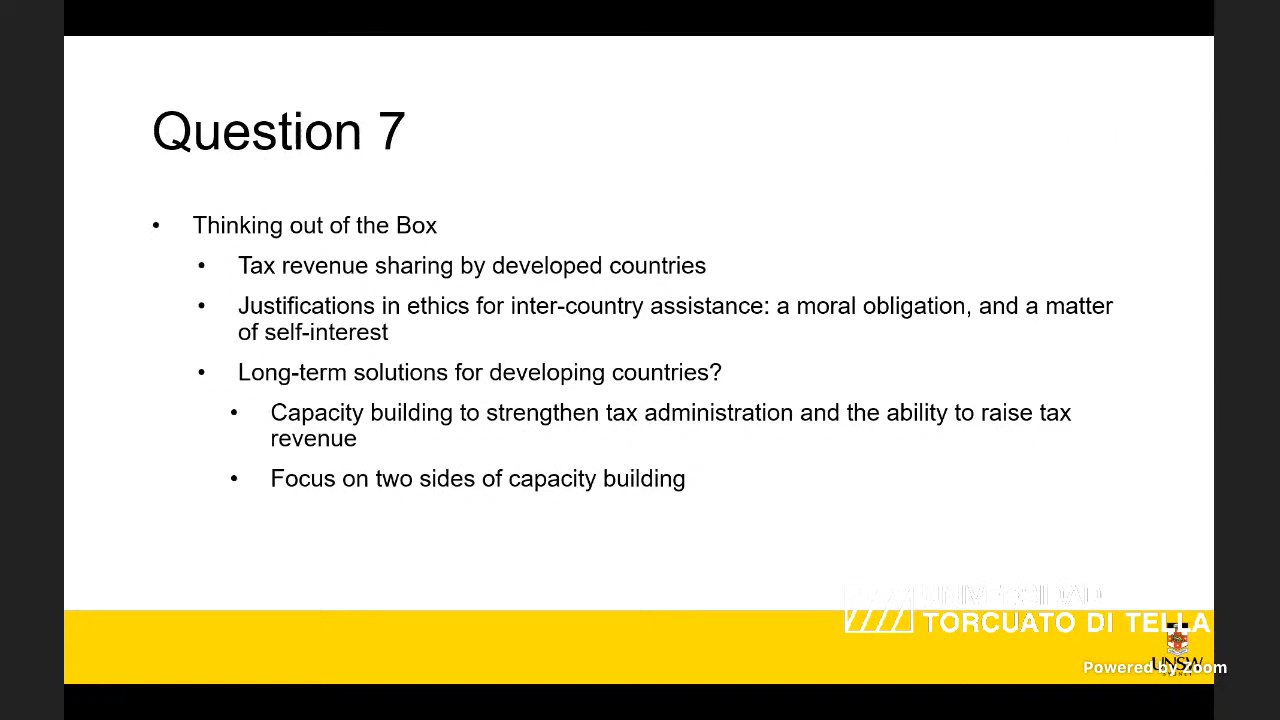 Question 7
• Thinking out of the Box
• Tax revenue sharing by developed countries
• Justifications in ethics for inter-country assistance: a moral obligation, and a matter
of self-interest
• Long-term solutions for developing countries?
• Capacity building to strengthen tax administration and the ability to raise tax
revenue
• Focus on two sides of capacity building
UNIVERSIDAD
TORCUATO DI TELLA
UNSW
SYDNEY
Powered by Zoom